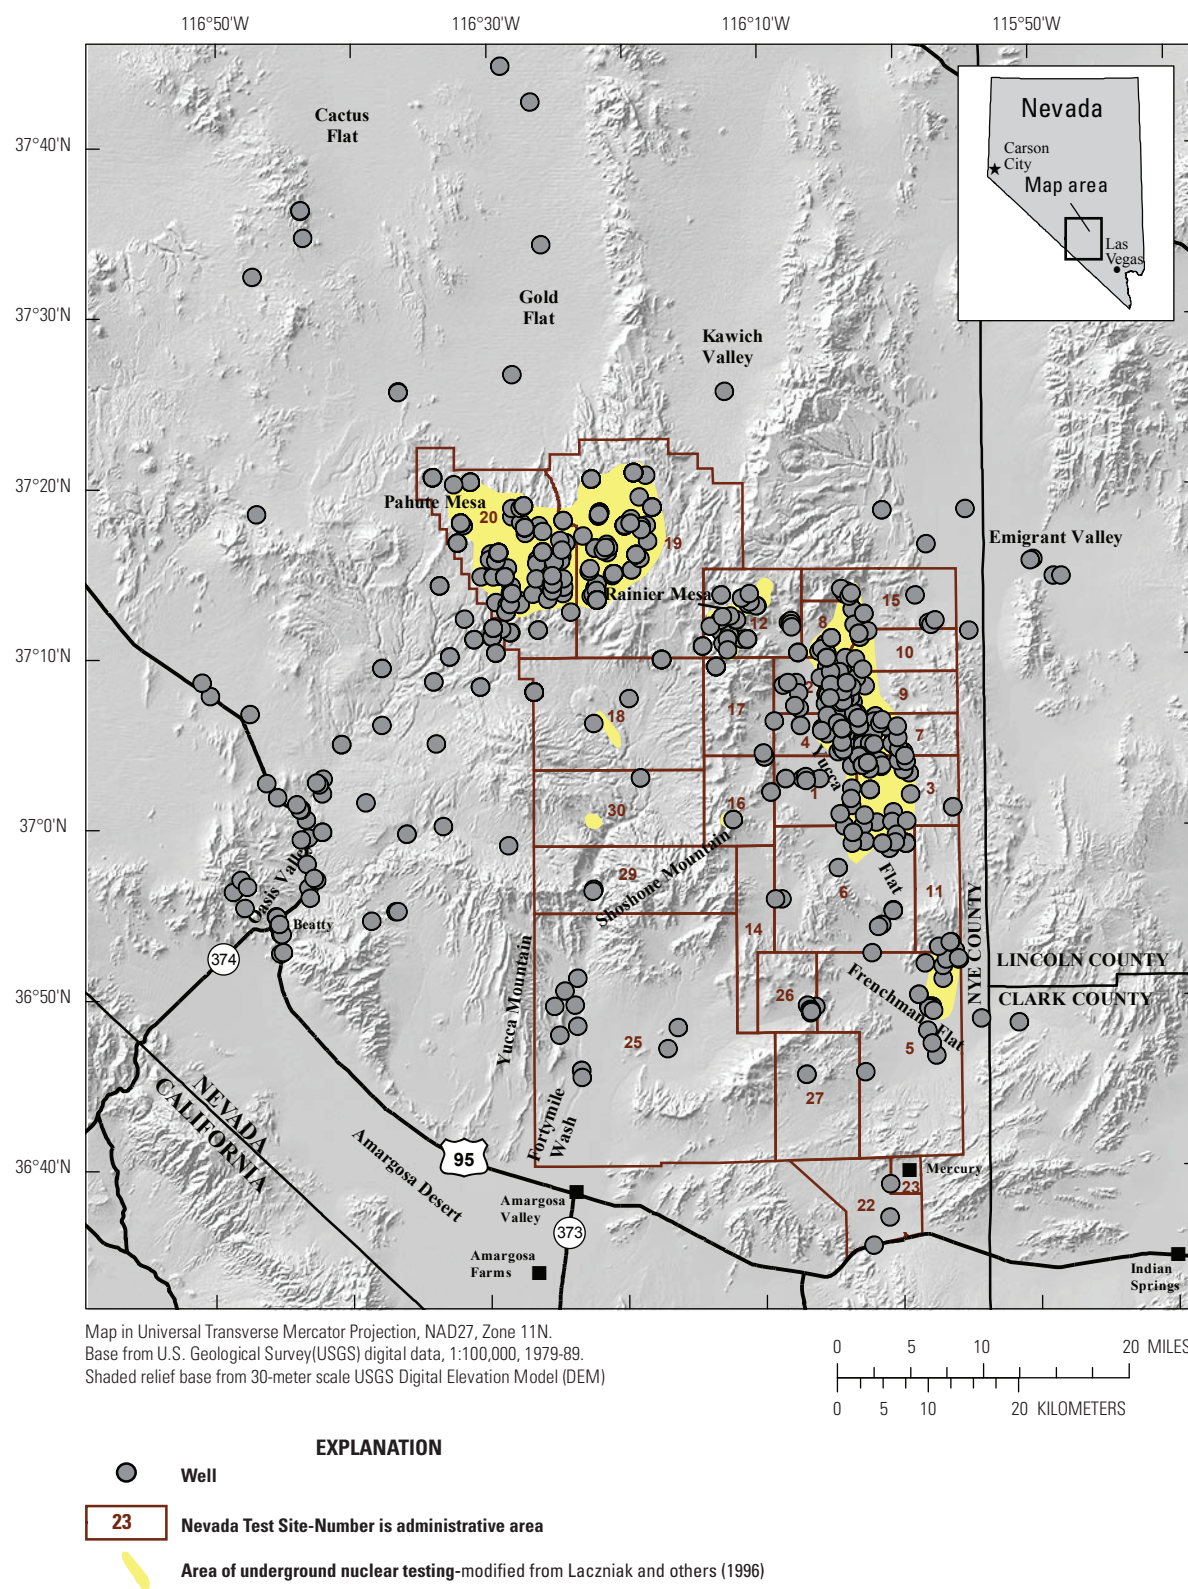 116°50'W 116°30'W 116°10'W 115°50'W
37°40'N
37°30'N
37°20'N
37°10'N
37°0'N
36°50'N
36°40'N
Nevada
Carson
City
Map area
Las
Vegas
Cactus
Flat
Gold
Flat
Kawich
Valley
Pahute Mesa
20
19
Emigrant Valley
Rainier Mesa
12
8
15
10
2
9
17
18
4
7
Yucca
1
3
30
16
Shoshone Mountain
29
Flat
6
11
Oasis Valley
Beatty
374
14
NYE COUNTY
LINCOLN COUNTY
CLARK COUNTY
Yucca Mountain
26
Frenchman Flat
25
5
27
Fortymile
Wash
NEVADA
CALIFORNIA
Amargosa Desert
95
Mercury
23
22
Amargosa
Valley
373
Amargosa
Farms
Indian
Springs
Map in Universal Transverse Mercator Projection, NAD27, Zone 11N.
Base from U.S. Geological Survey(USGS) digital data, 1:100,000, 1979-89.
Shaded relief base from 30-meter scale USGS Digital Elevation Model (DEM)
0 5 10 20 MILES
0 5 10 20 KILOMETERS
EXPLANATION
Well
23 Nevada Test Site-Number is administrative area
Area of underground nuclear testing-modified from Laczniak and others (1996)